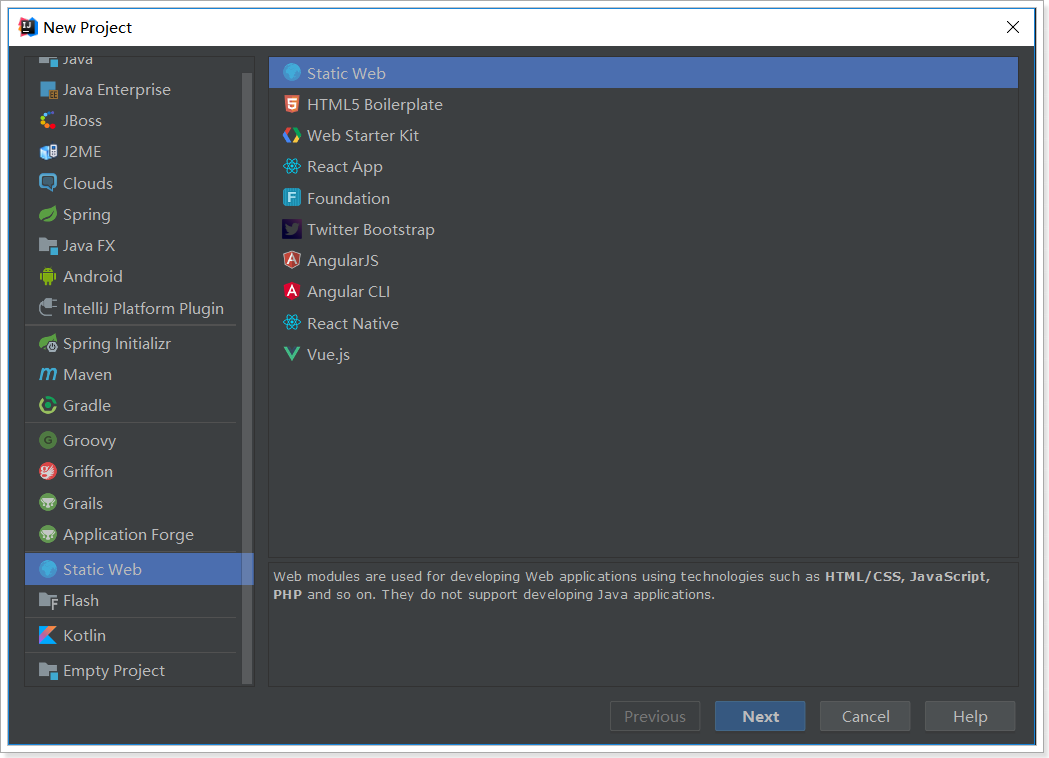 New Project
Java
Java Enterprise
JBoss
J2ME
Clouds
Spring
Java FX
Android
IntelliJ Platform Plugin
Spring Initializr
Maven
Gradle
Groovy
Griffon
Grails
Application Forge
Static Web
Flash
Kotlin
Empty Project
Static Web
HTML5 Boilerplate
Web Starter Kit
React App
Foundation
Twitter Bootstrap
AngularJS
Angular CLI
React Native
Vue.js
Web modules are used for developing Web applications using technologies such as HTML/CSS, JavaScript,
PHP and so on. They do not support developing Java applications.
Previous
Next
Cancel
Help